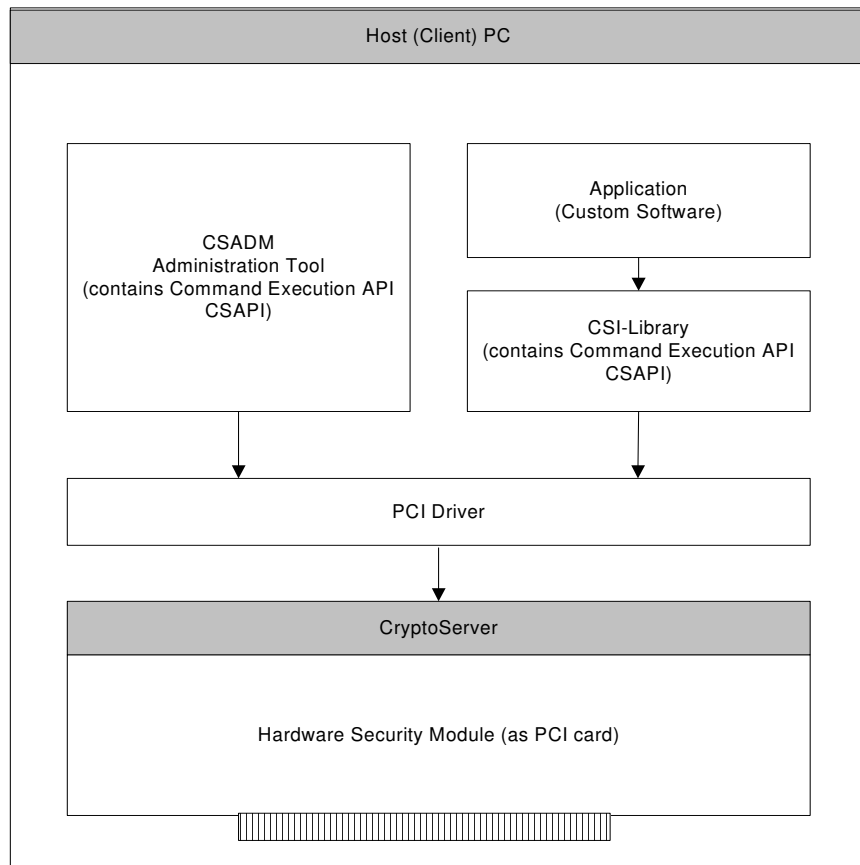 Host (Client) PC
CSADM
Administration Tool
(contains Command Execution API
CSAPI)
Application
(Custom Software)
CSI-Library
(contains Command Execution API
CSAPI)
PCI Driver
CryptoServer
Hardware Security Module (as PCI card)